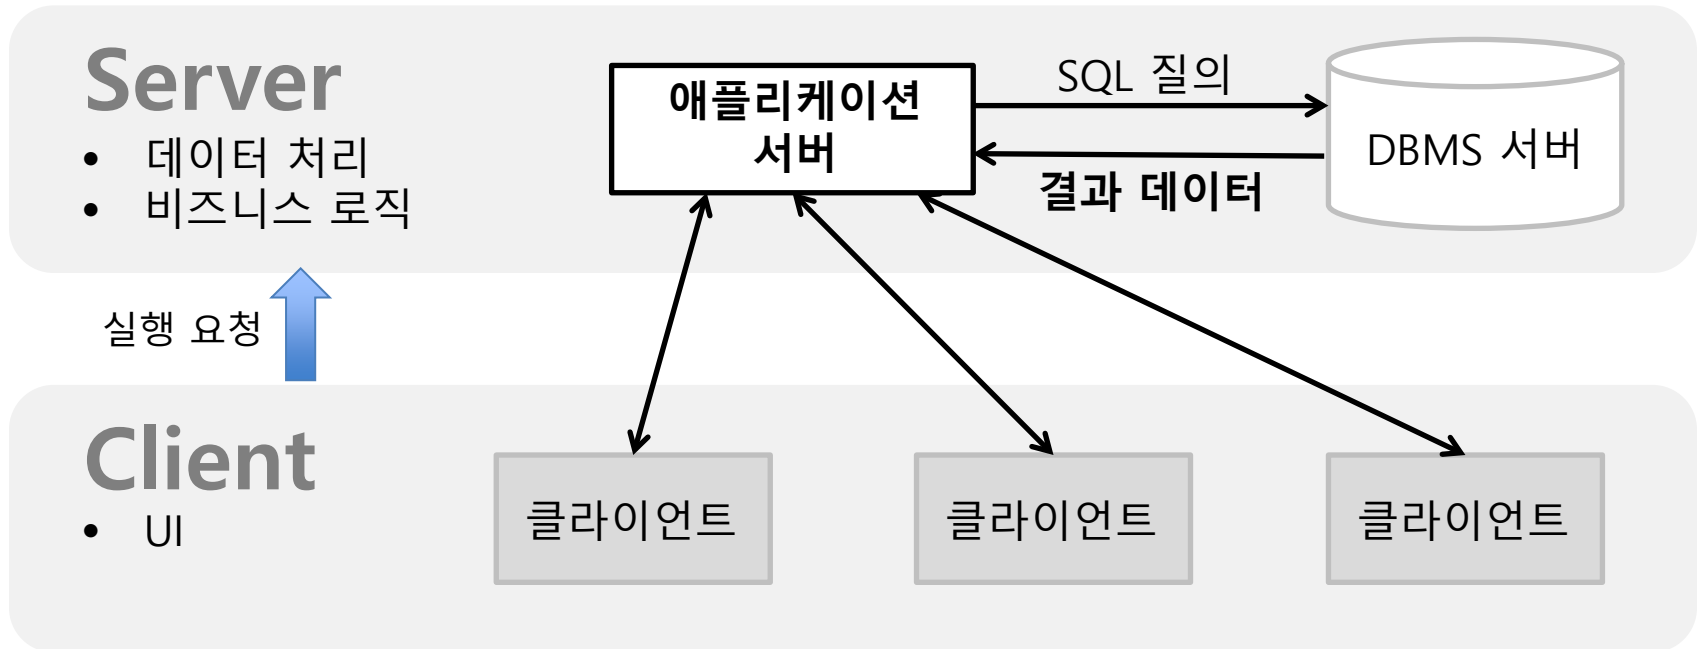 Server
• 데이터 처리
• 비즈니스 로직
애플리케이션
서버
SQL 질의
결과 데이터
DBMS 서버
실행 요청
Client
• UI
클라이언트
클라이언트
클라이언트